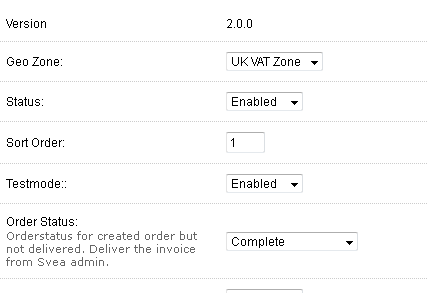 Version 2.0.0
Geo Zone: UK VAT Zone
Status: Enabled
Sort Order: 1
Testmode:: Enabled
Order Status:
Orderstatus for created order but
not delivered. Deliver the invoice
from Svea admin.
Complete